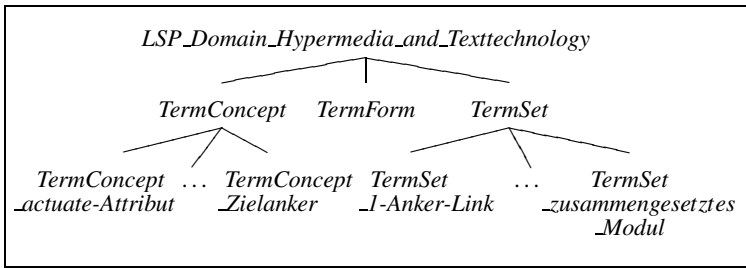 LSP_Domain_Hypermedia_and_Texttechnology
TermConcept TermForm TermSet
TermConcept ... TermConcept TermSet ... TermSet
_actuate-Attribut _Zielanker _1-Anker-Link _zusammengesetztes
_Modul